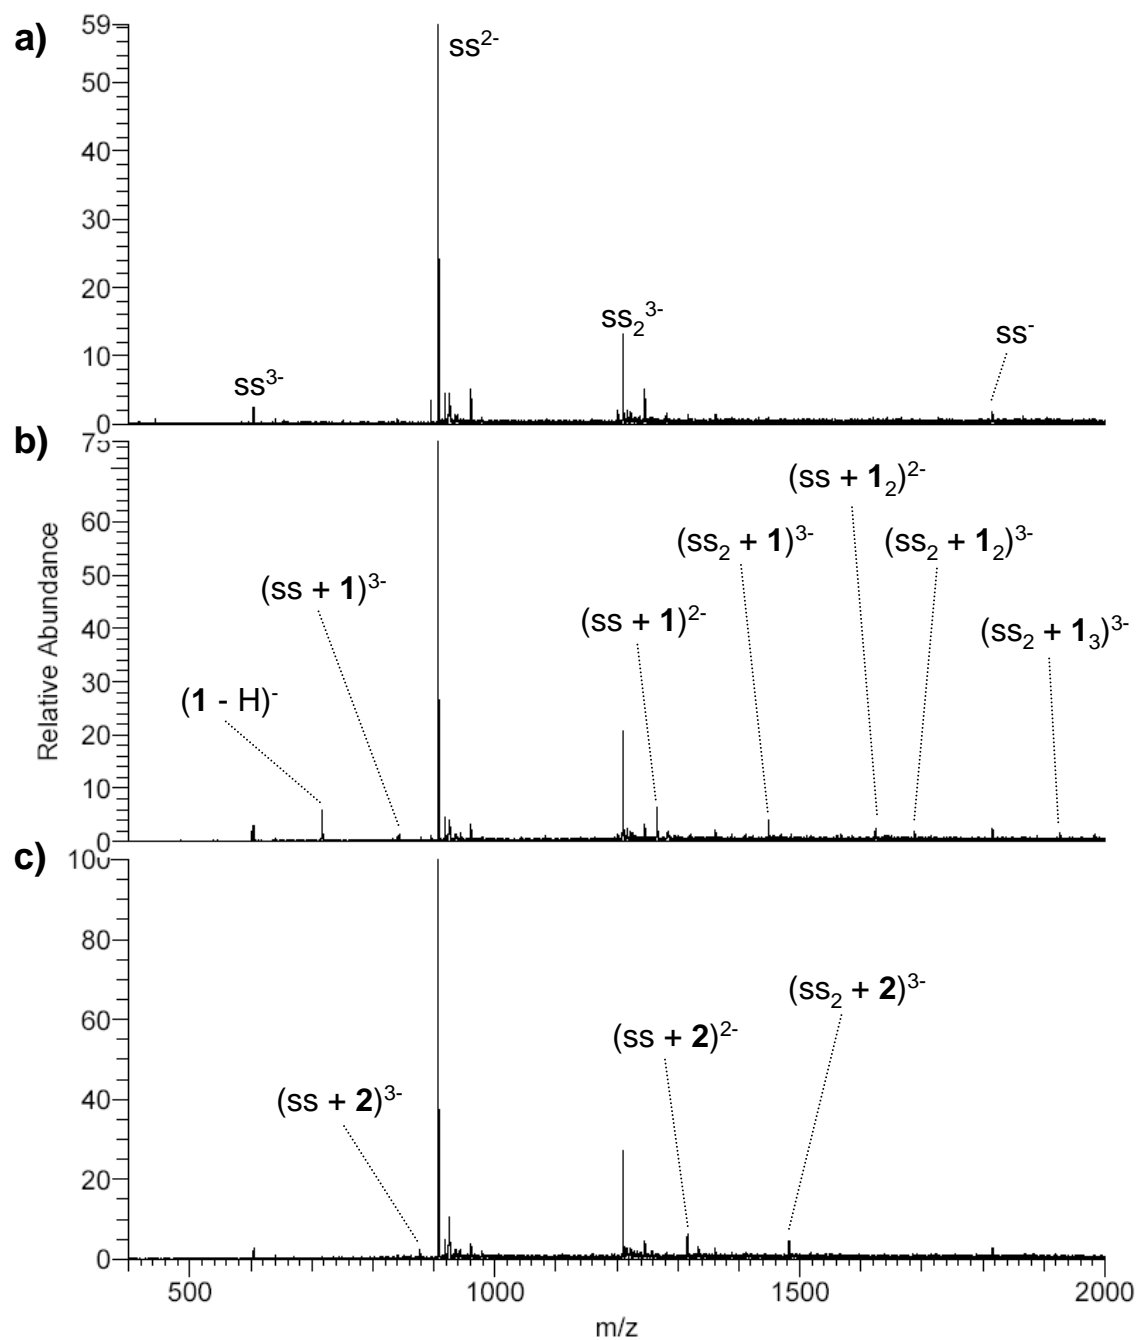 a)
59
50
40
30
20
10
0
ss²⁻
ss³⁻
ss₂³⁻
ss⁻
b)
75
60
50
40
30
20
10
0
Relative Abundance
(ss + 1₂)²⁻
(ss₂ + 1)³⁻
(ss₂ + 1₂)³⁻
(ss + 1)³⁻
(ss + 1)²⁻
(ss₂ + 1₃)³⁻
(1 - H)⁻
c)
100
80
60
40
20
0
(ss₂ + 2)³⁻
(ss + 2)²⁻
(ss + 2)³⁻
500 1000 1500 2000
m/z